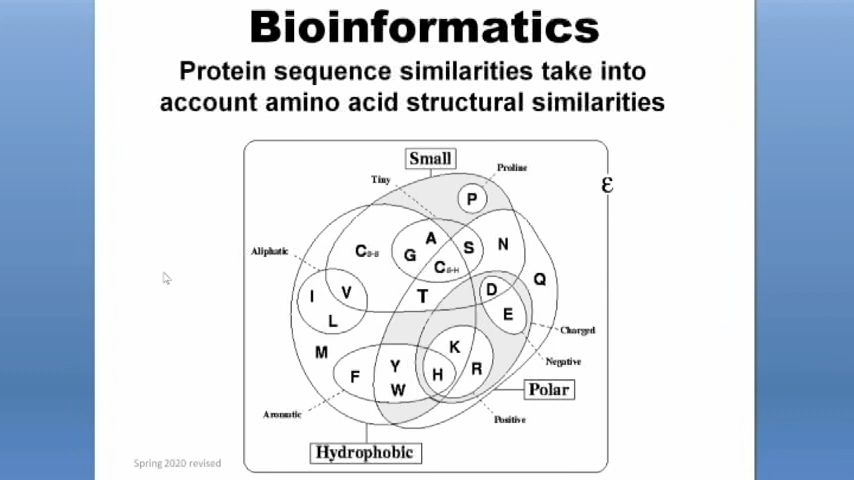 Bioinformatics
Protein sequence similarities take into
account amino acid structural similarities
Small
Proline
Tiny
ε
P
A
S
N
C S-S
G
Aliphatic
C S-H
Q
I
V
T
D
L
E
Charged
K
M
Negative
Y
R
F
H
W
Polar
Aromatic
Positive
Hydrophobic
Spring 2020 revised